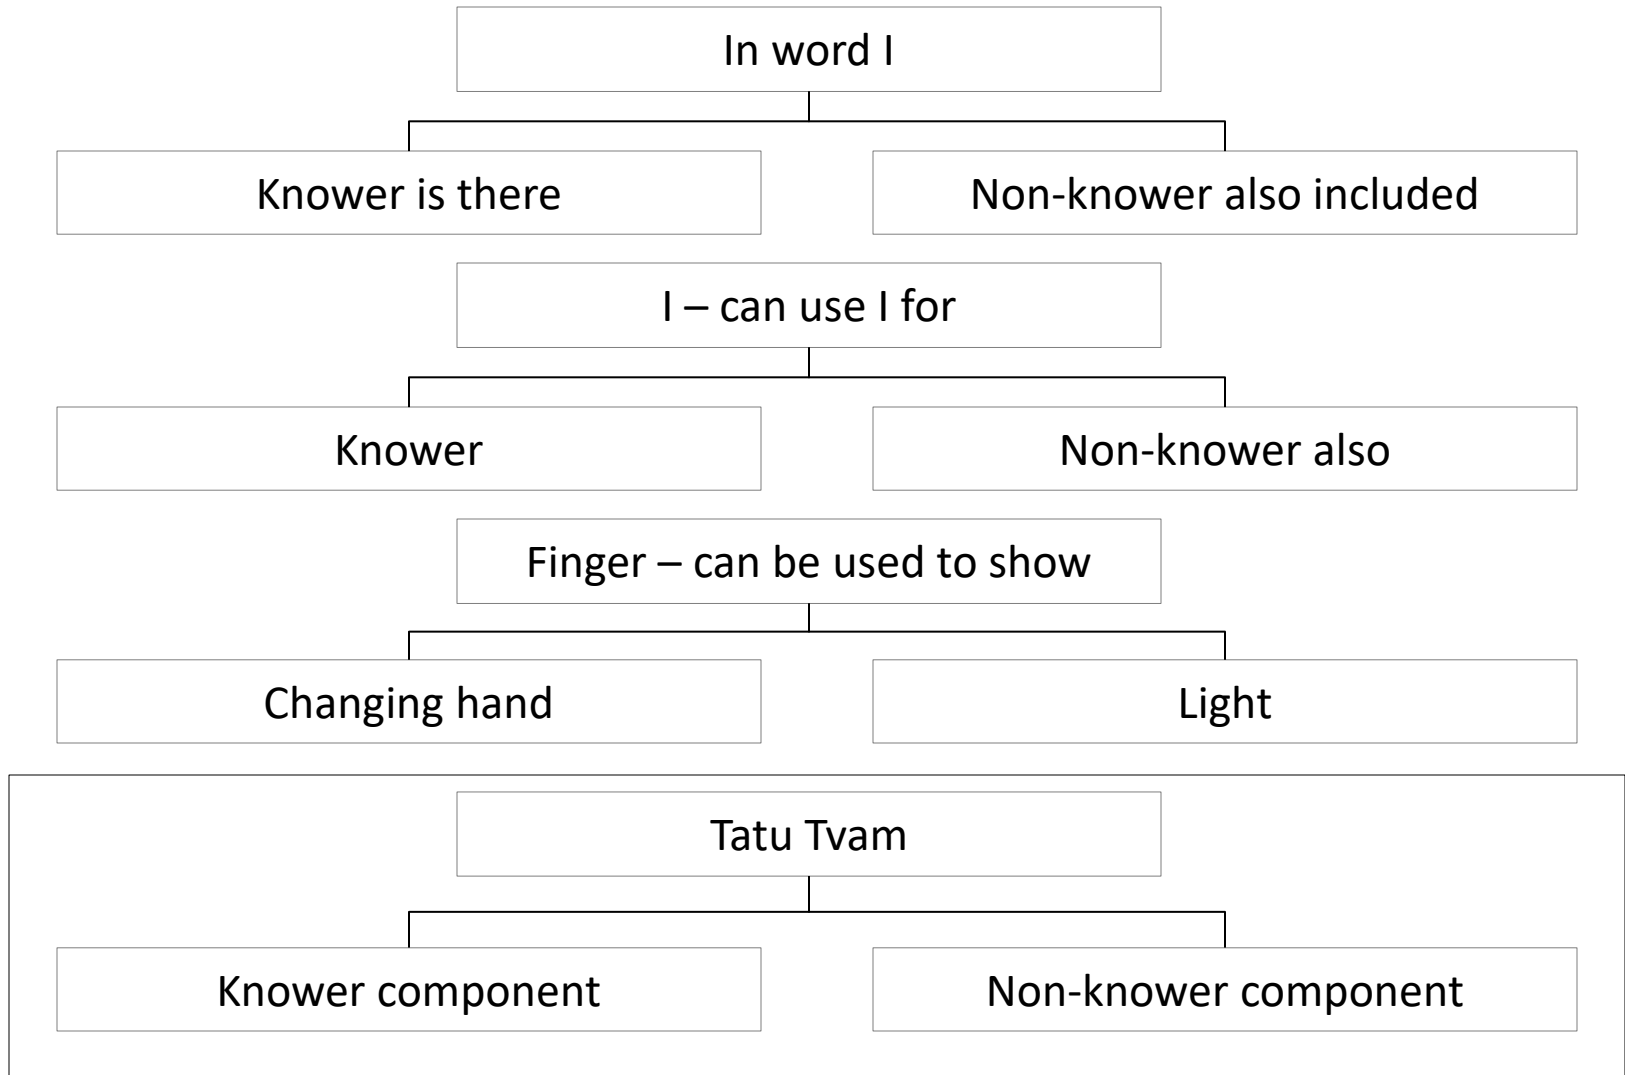 In word I
Knower is there
Non-knower also included
I – can use I for
Knower
Non-knower also
Finger – can be used to show
Changing hand
Light
Tatu Tvam
Knower component
Non-knower component